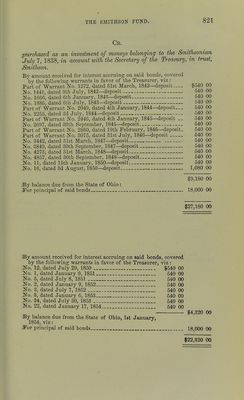 THE SMITHSON FUND. 821
CR.
purchased as an investment of moneys belonging to the Smithsonian
July 7, 1838, in account with the Secretary of the Treasury, in trust,
Smithson.
By amount received for interest accruing on said bonds, covered
by the following warrants in favor of the Treasurer, viz:
Part of Warrant No. 1272, dated 31st March, 1842—deposit $540 00
No. 1441, dated 9th July, 1842—deposit 540 00
No. 1666, dated 6th January, 1843—deposit 540 00
No. 1886, dated 6th July, 1843—deposit 540 00
Part of Warrant No. 2049, dated 4th January, 1844—deposit 540 00
No. 2255, dated 3d July, 1844—deposit 540 00
Part of Warrant No. 2446, dated 4th January, 1845—deposit 540 00
No. 2697, dated 30th September, 1845—deposit 540 00
Part of Warrant No. 2880, dated 19th February, 1846—deposit 540 00
Part of Warrant No. 3075, dated 31st July, 1846—deposit 540 00
No. 3442, dated 31st March, 1847—deposit 540 00
No. 3840, dated 30th September, 1847—deposit 540 00
No. 4273, dated 31st March, 1848—deposit 540 00
No. 4857, dated 30th September, 1848—deposit 540 00
No. 11, dated 15th January, 1850—deposit 540 00
No. 16, dated 3d August, 1850—deposit 1,080 00
$9,180 00
By balance due from the State of Ohio:
For principal of said bonds 18,000 00
$27,180 00
By amount received for interest accruing on said bonds, covered
by the following warrants in favor of the Treasurer, viz:
No. 12, dated July 29, 1850 $540 00
No. 1, dated January 9, 1851 540 00
No. 5, dated July 8, 1851 540 00
No. 2, dated January 9, 1852 540 00
No. 3, dated July 7, 1852 540 00
No. 3, dated January 6, 1853 540 00
No. 24, dated July 30, 1853 540 00
No. 22, dated January 17, 1854 540 00
$4,320 00
By balance due from the State of Ohio, 1st January,
1854, viz:
For principal of said bonds 18,000 00
$22,320 00